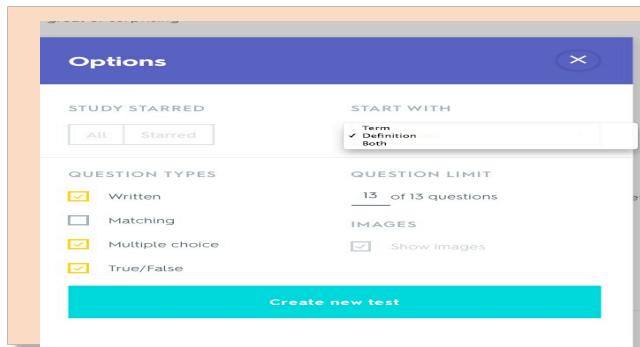 Options
STUDY STARRED
All Starred
START WITH
Term
✓ Definition
Both
QUESTION TYPES
Written
Matching
Multiple choice
True/False
QUESTION LIMIT
13 of 13 questions
IMAGES
Show images
Create new test